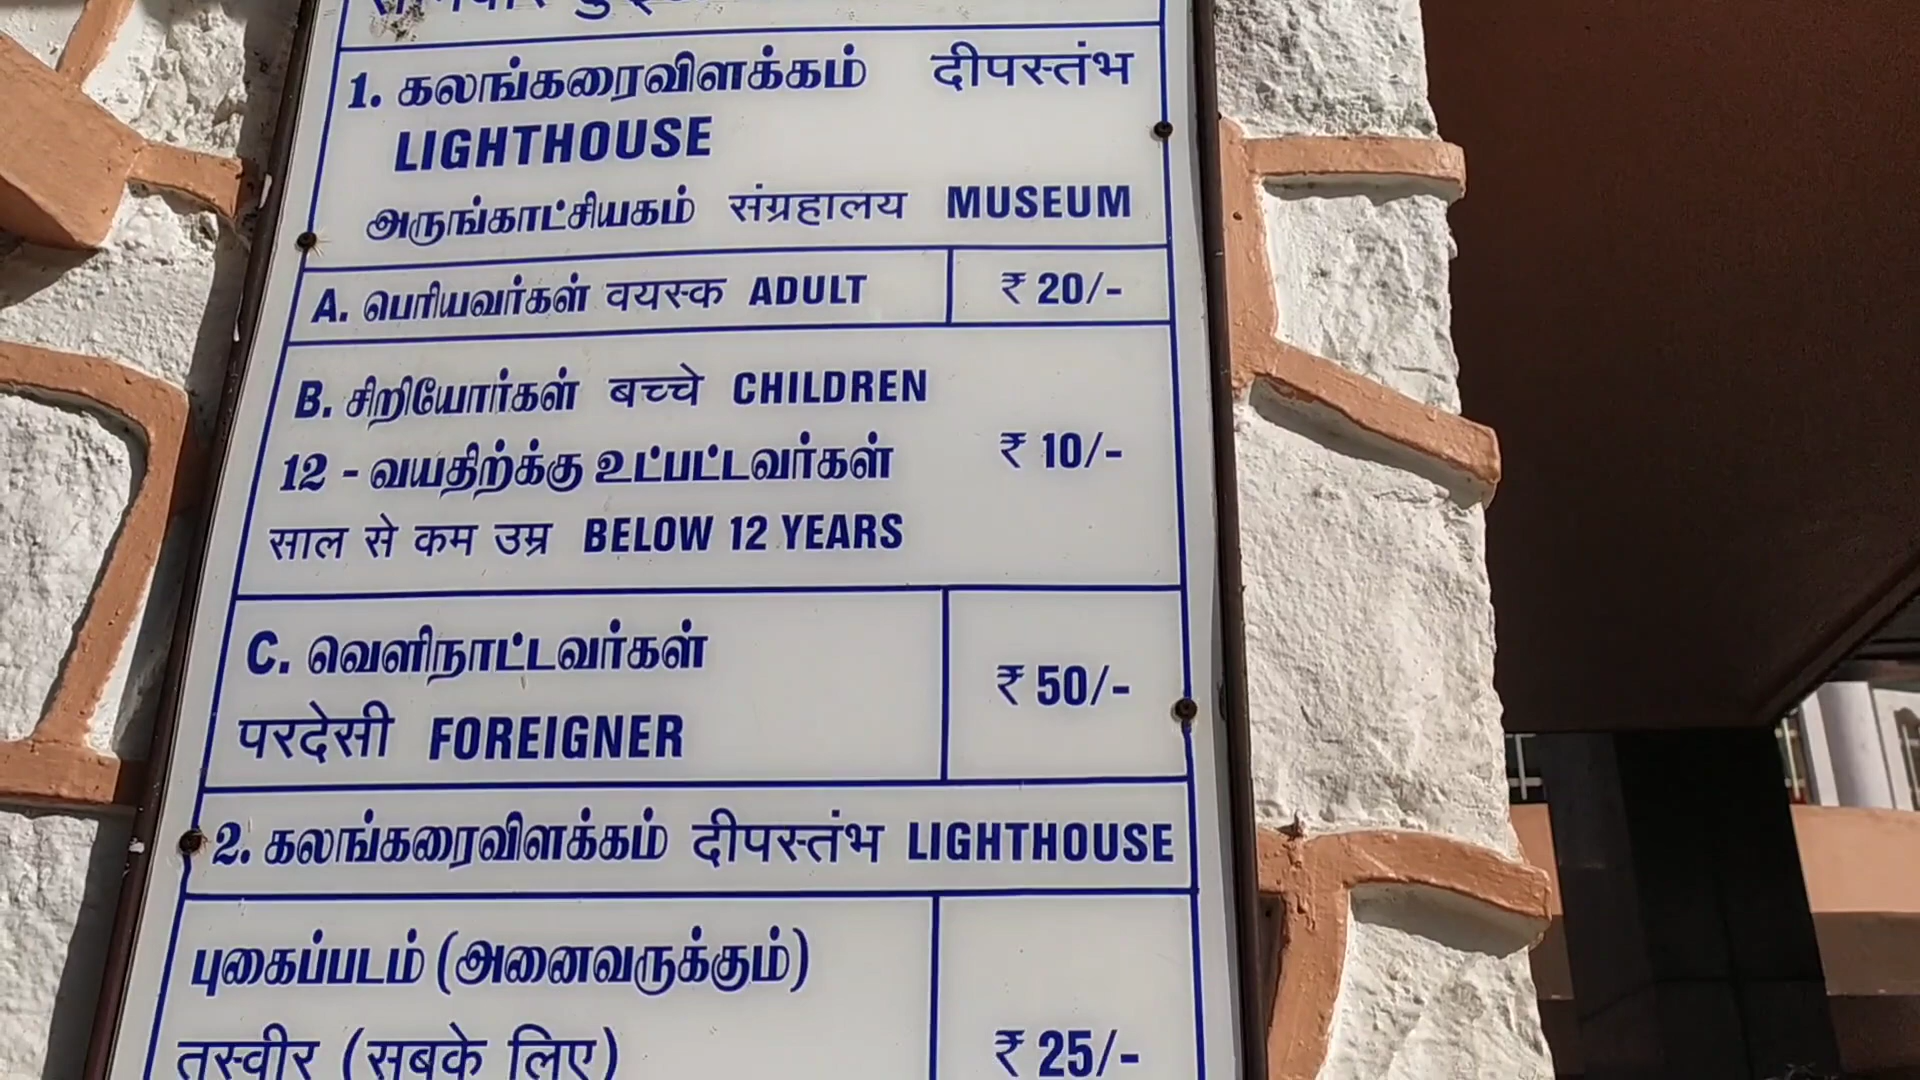 1. கலங்கரைவிளக்கம் दीपस्तंभ
LIGHTHOUSE
அருங்காட்சியகம் संग्रहालय MUSEUM
A. பெரியவர்கள் वयस्क ADULT ₹ 20/-
B. சிறியோர்கள் बच्चे CHILDREN
12 - வயதிற்க்கு உட்பட்டவர்கள் ₹ 10/-
साल से कम उम्र BELOW 12 YEARS
C. வெளிநாட்டவர்கள்
परदेसी FOREIGNER ₹ 50/-
2. கலங்கரைவிளக்கம் दीपस्तंभ LIGHTHOUSE
புகைப்படம் (அனைவருக்கும்)
तस्वीर (सबके लिए) ₹ 25/-